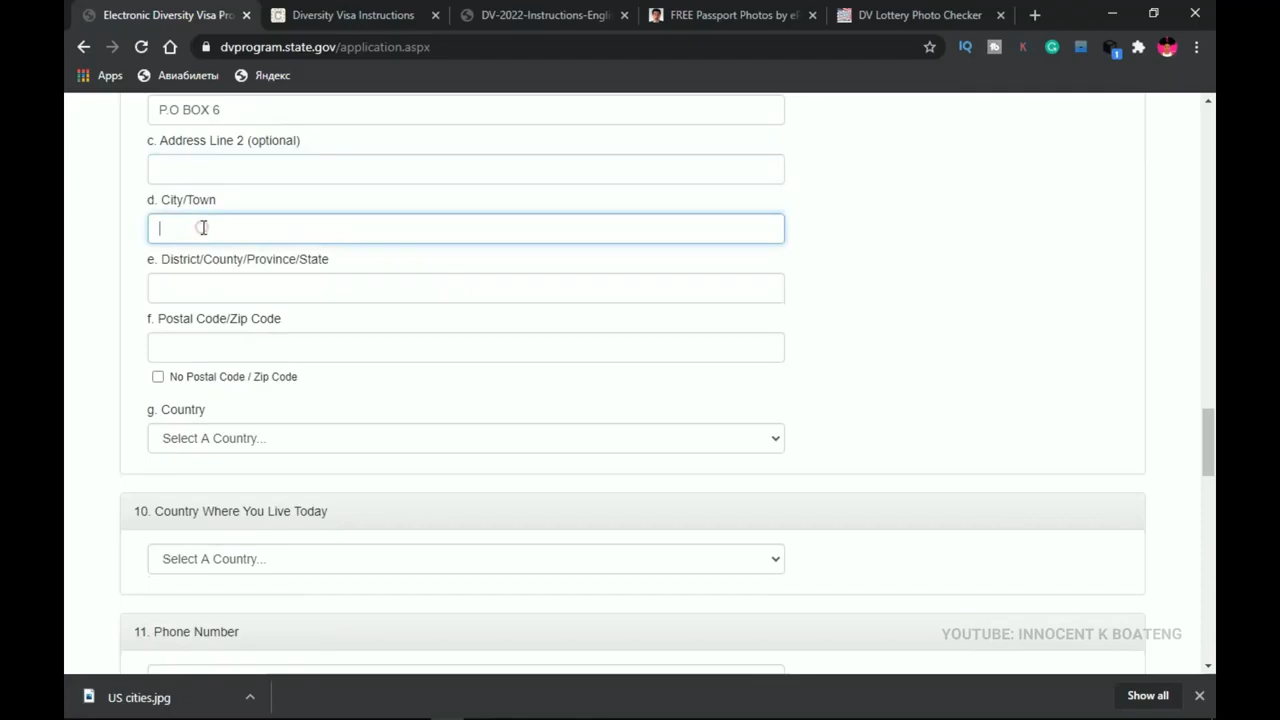 Electronic Diversity Visa Pro
Diversity Visa Instructions
DV-2022-Instructions-Engli
FREE Passport Photos by eP
DV Lottery Photo Checker
dvprogram.state.gov/application.aspx
IQ
K
1
Apps
Авиабилеты
Яндекс
P.O BOX 6
c. Address Line 2 (optional)
d. City/Town
e. District/County/Province/State
f. Postal Code/Zip Code
No Postal Code / Zip Code
g. Country
Select A Country...
10. Country Where You Live Today
Select A Country...
11. Phone Number
YOUTUBE: INNOCENT K BOATENG
US cities.jpg
Show all